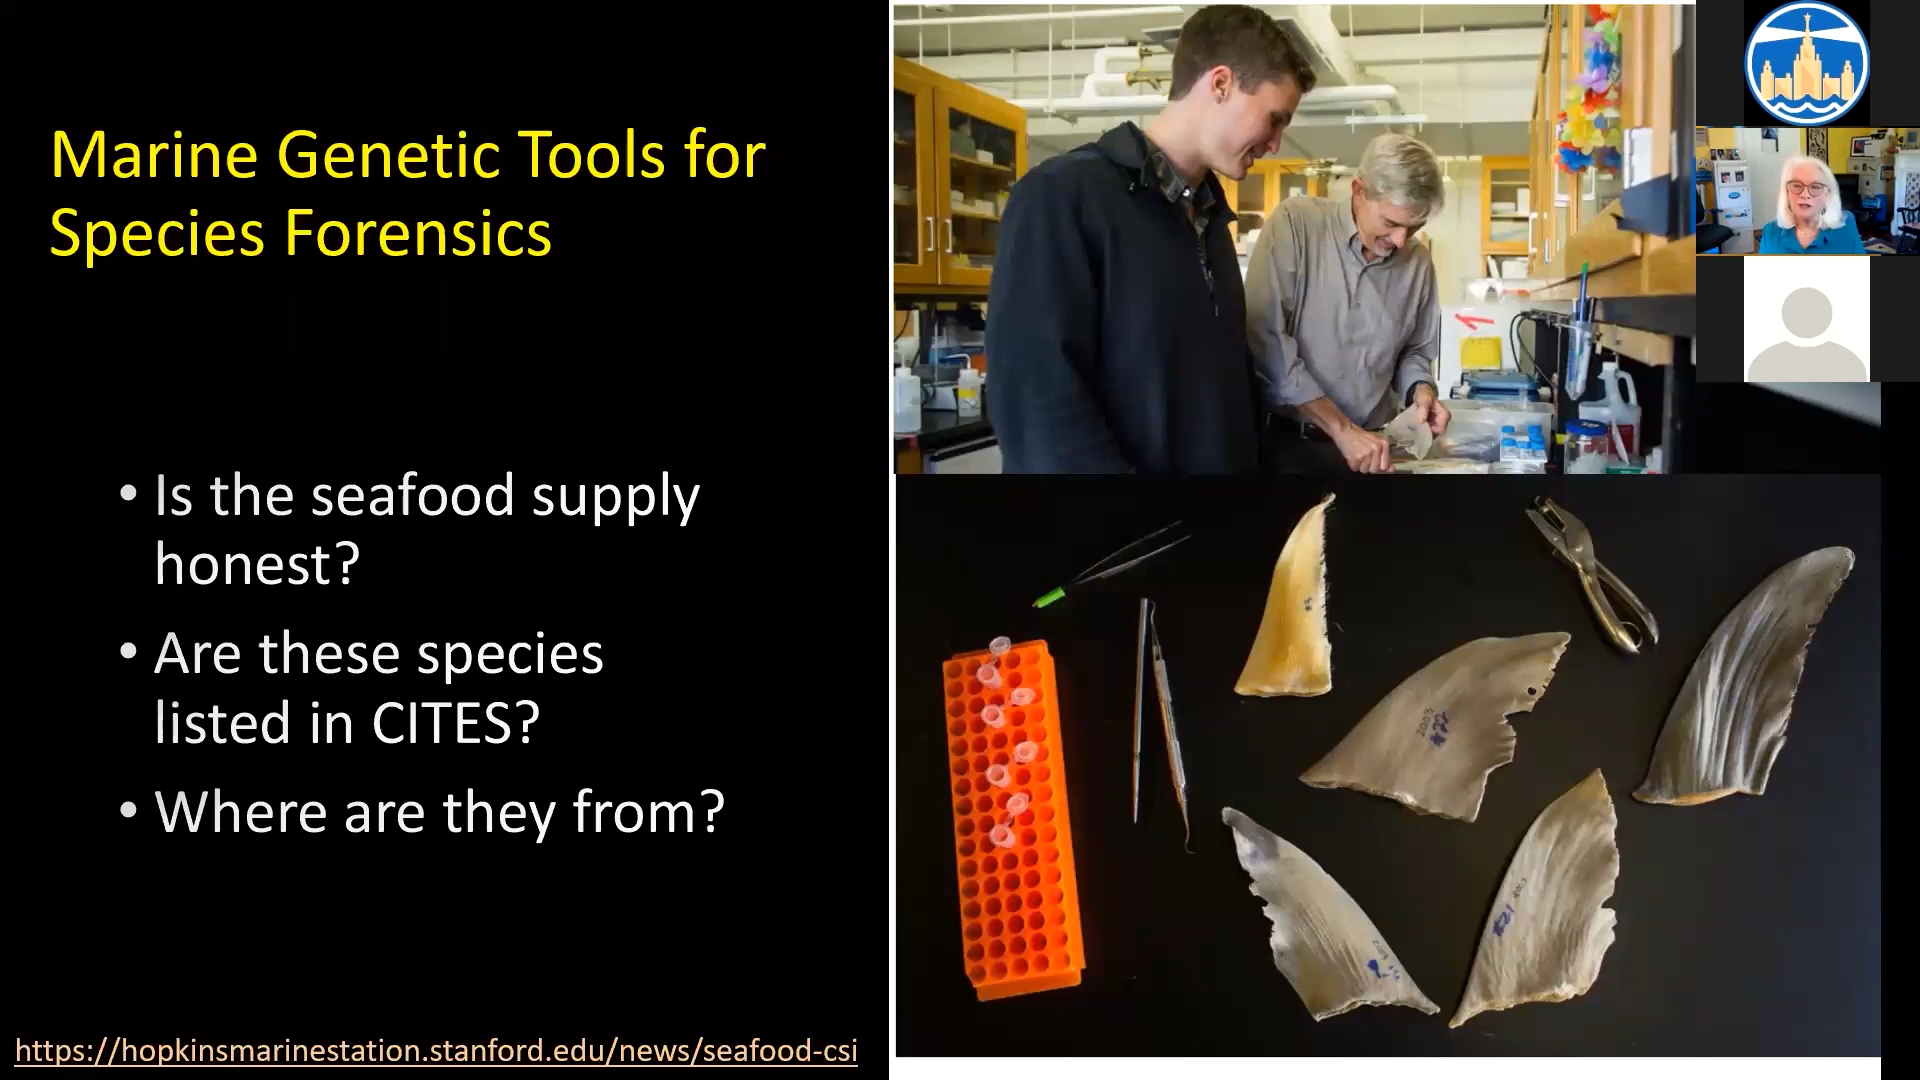 Marine Genetic Tools for
Species Forensics
• Is the seafood supply
honest?
• Are these species
listed in CITES?
• Where are they from?
https://hopkinsmarinestation.stanford.edu/news/seafood-csi